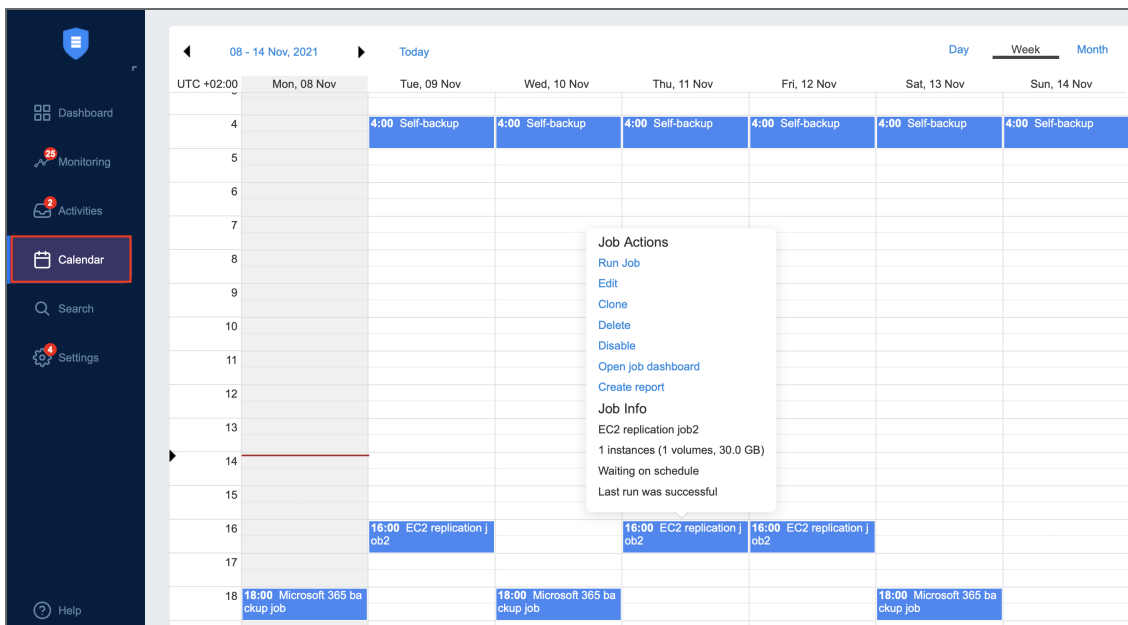 08 - 14 Nov, 2021
Today
Day
Week
Month
UTC +02:00
Mon, 08 Nov
Tue, 09 Nov
Wed, 10 Nov
Thu, 11 Nov
Fri, 12 Nov
Sat, 13 Nov
Sun, 14 Nov
Dashboard
25
Monitoring
2
Activities
Calendar
Search
4
Settings
Help
4
4:00 Self-backup
4:00 Self-backup
4:00 Self-backup
4:00 Self-backup
4:00 Self-backup
4:00 Self-backup
5
6
7
8
9
10
11
12
13
14
15
Job Actions
Run Job
Edit
Clone
Delete
Disable
Open job dashboard
Create report
Job Info
EC2 replication job2
1 instances (1 volumes, 30.0 GB)
Waiting on schedule
Last run was successful
16
16:00 EC2 replication j
ob2
16:00 EC2 replication j
ob2
16:00 EC2 replication j
ob2
17
18
18:00 Microsoft 365 ba
ckup job
18:00 Microsoft 365 ba
ckup job
18:00 Microsoft 365 ba
ckup job